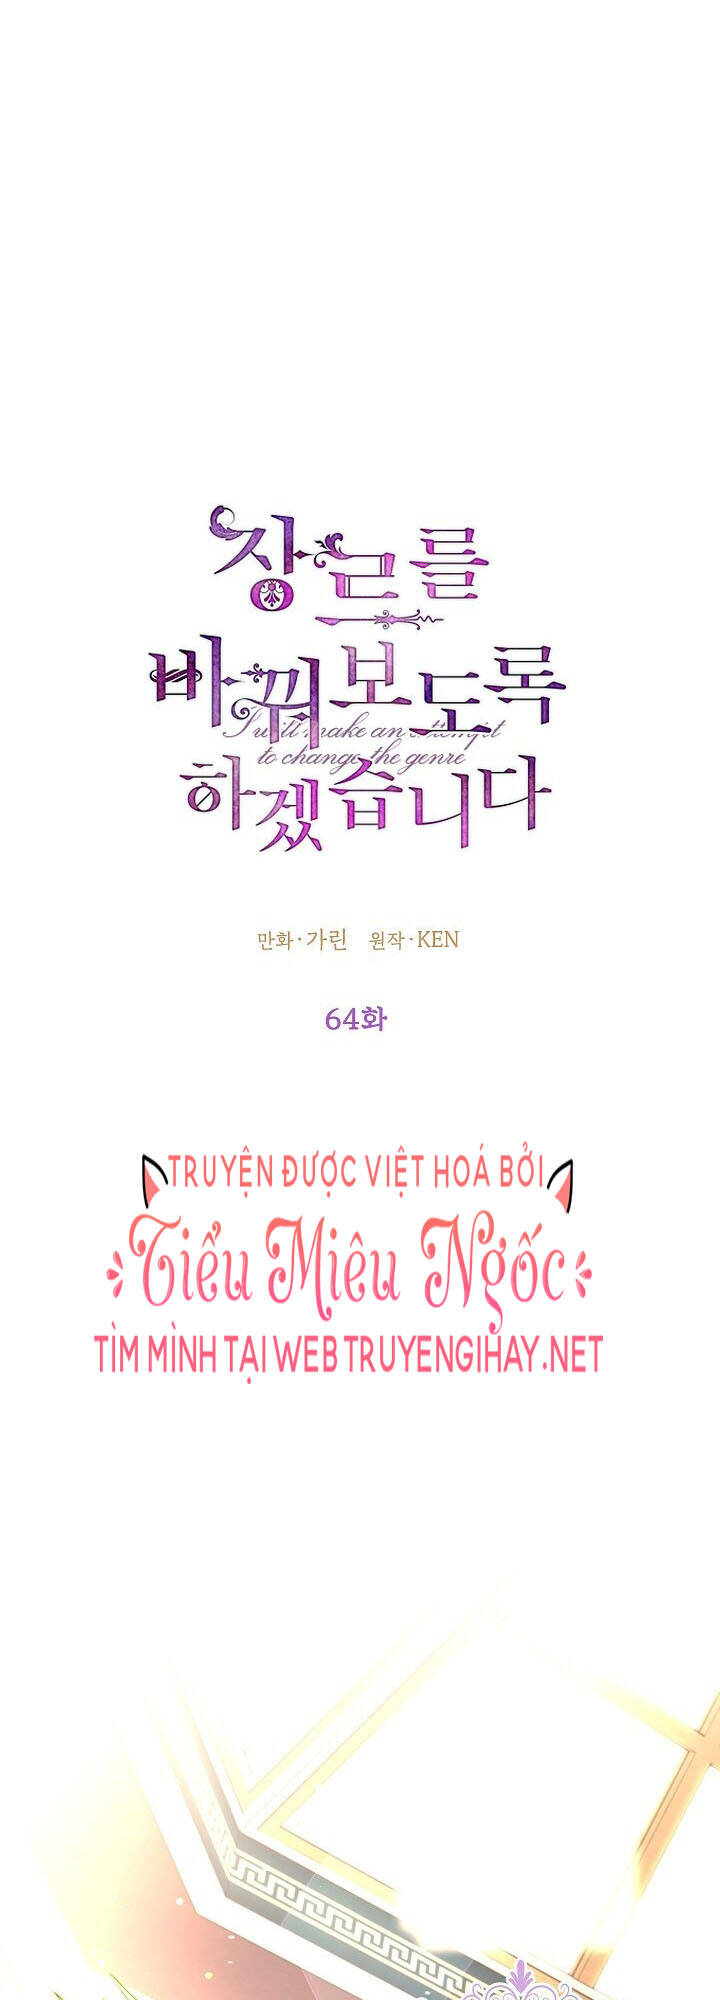 장르를
바꿔보도록
I will make an attempt
to change the genre
하겠습니다
만화·가린 원작·KEN
64화
TRUYỆN ĐƯỢC VIỆT HOÁ BỞI
Tiểu Miêu Ngốc
TÌM MÌNH TẠI WEB TRUYENGIHAY.NET